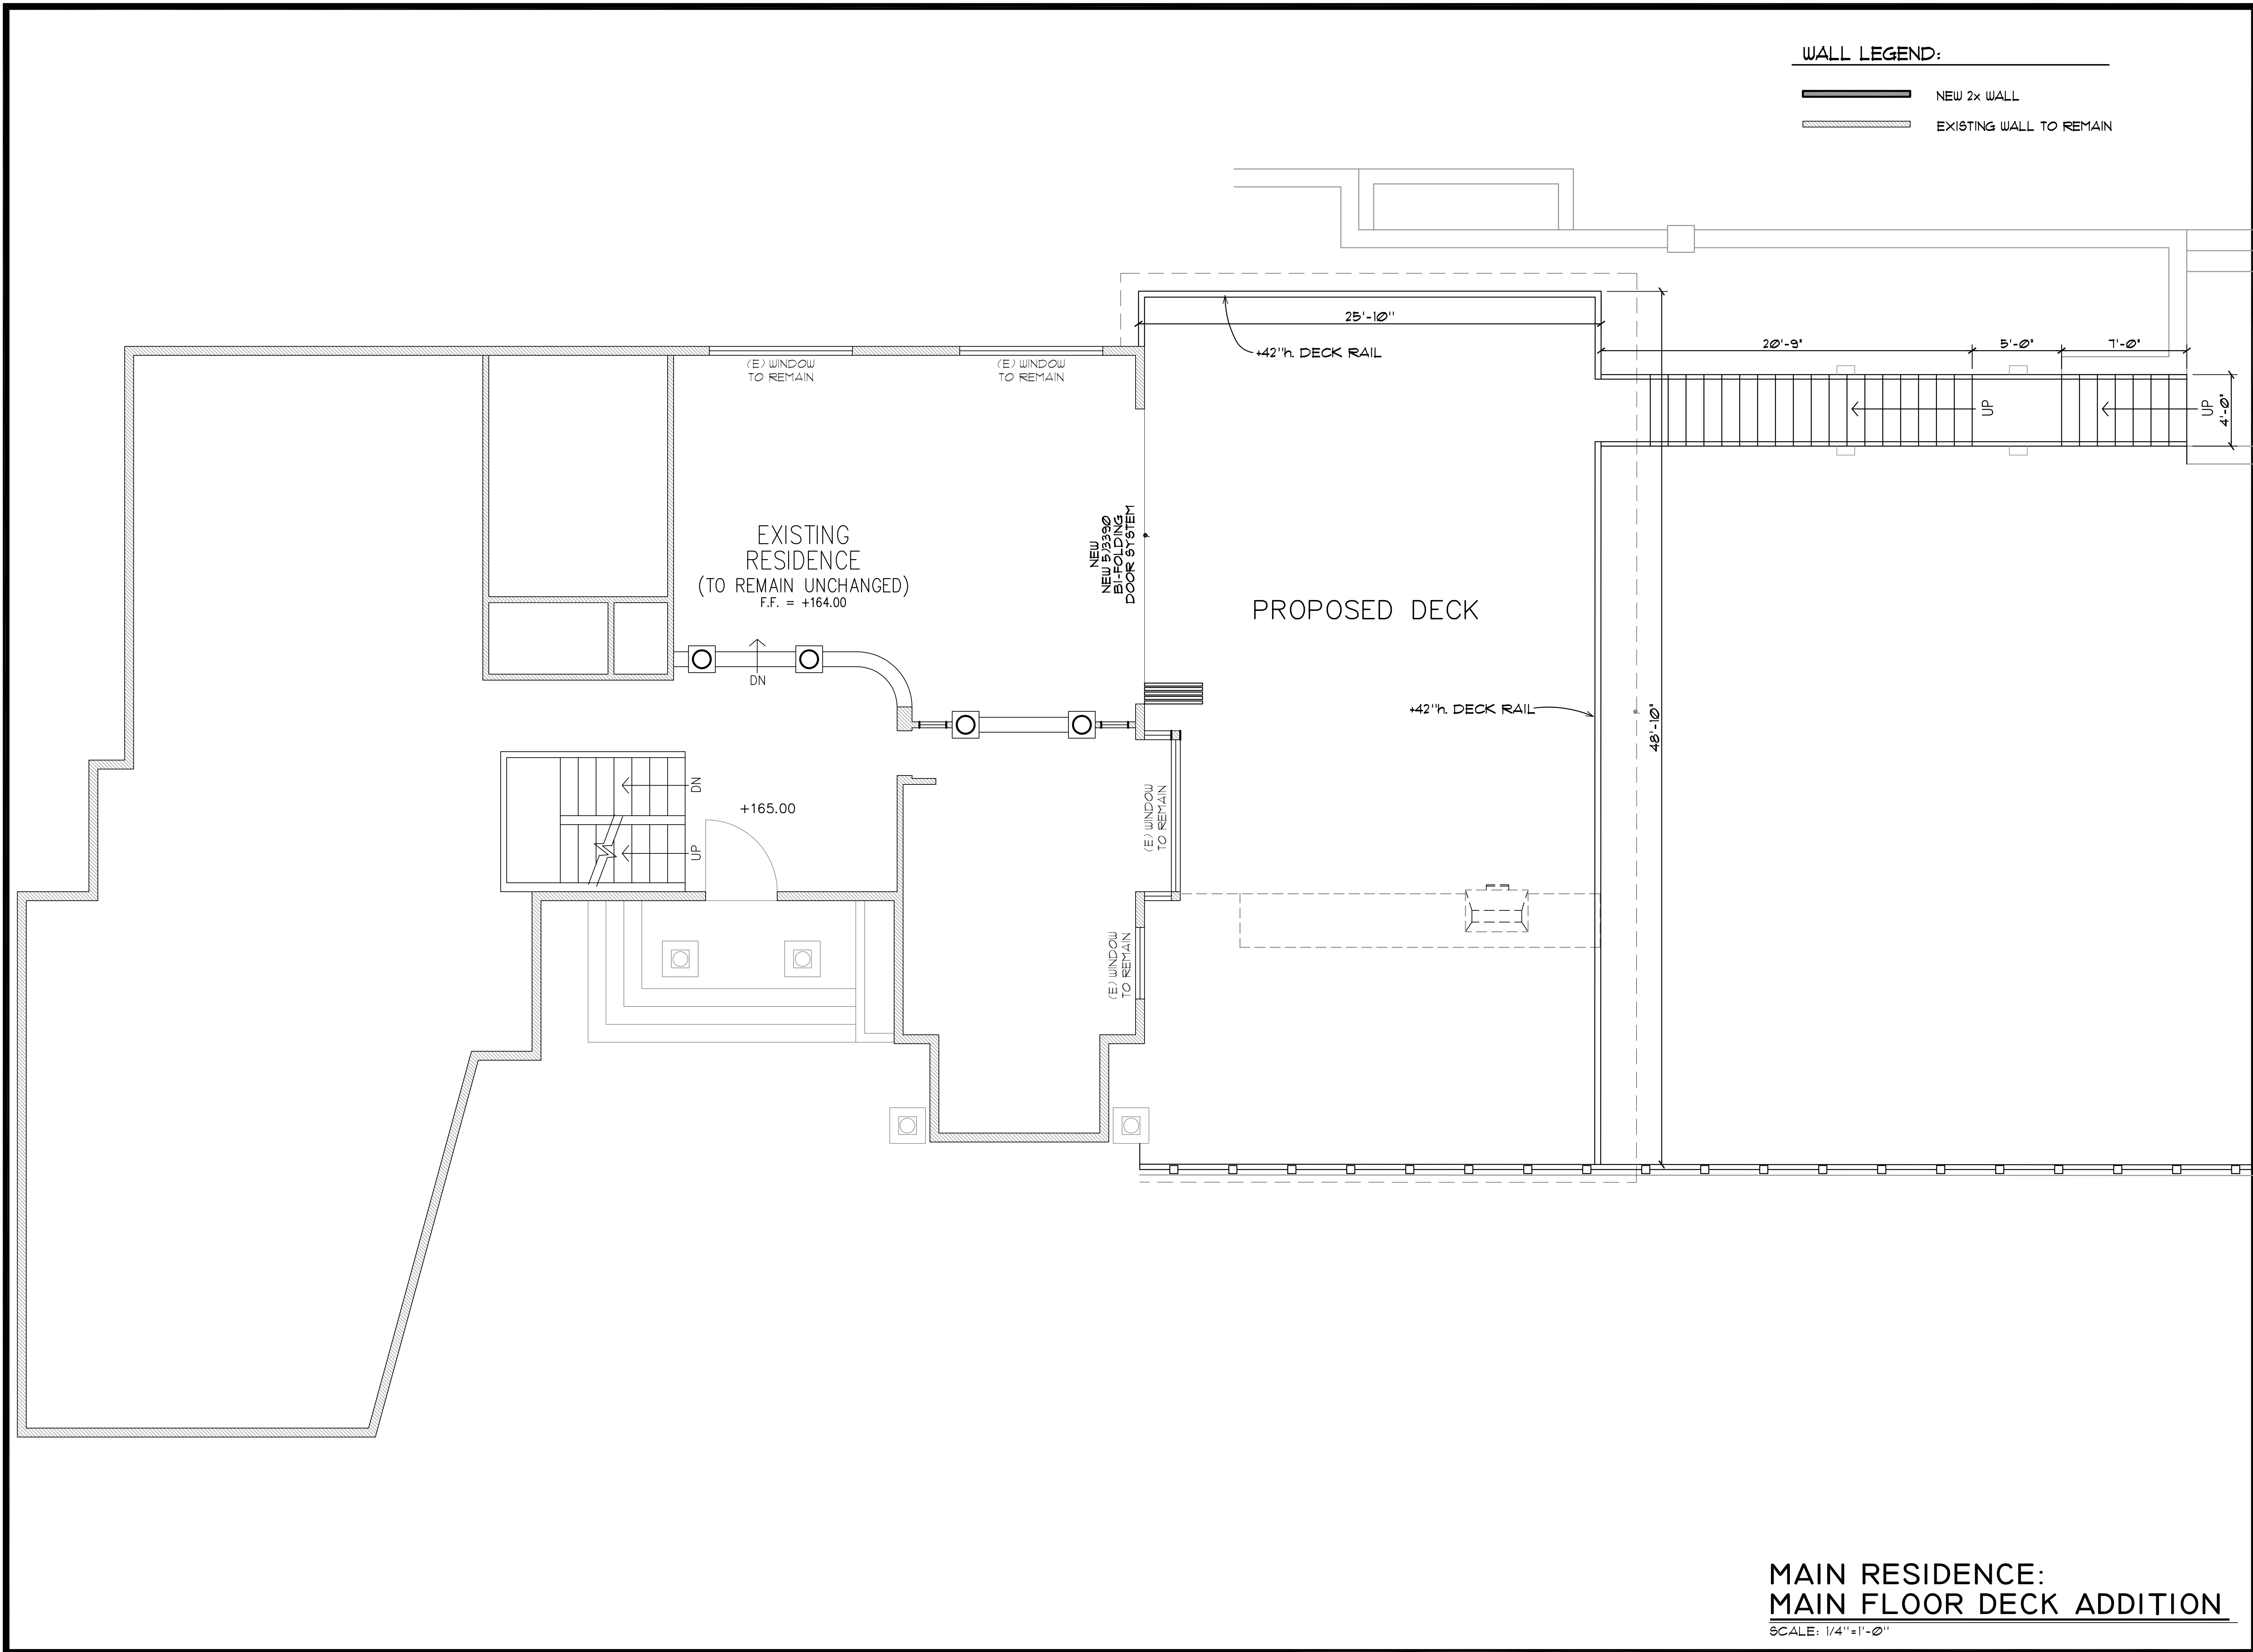 WALL LEGEND:
NEW 2x WALL
EXISTING WALL TO REMAIN
25'-10"
+42"h. DECK RAIL
20'-9"
5'-0"
7'-0"
(E) WINDOW
TO REMAIN
(E) WINDOW
TO REMAIN
UP
UP
4'-0"
EXISTING
RESIDENCE
(TO REMAIN UNCHANGED)
F.F. = +164.00
NEW
NEW 5)3390
BI-FOLDING
DOOR SYSTEM
PROPOSED DECK
DN
+42"h. DECK RAIL
48'-10"
DN
+165.00
UP
(E) WINDOW
TO REMAIN
(E) WINDOW
TO REMAIN
MAIN RESIDENCE:
MAIN FLOOR DECK ADDITION
SCALE: 1/4"=1'-0"